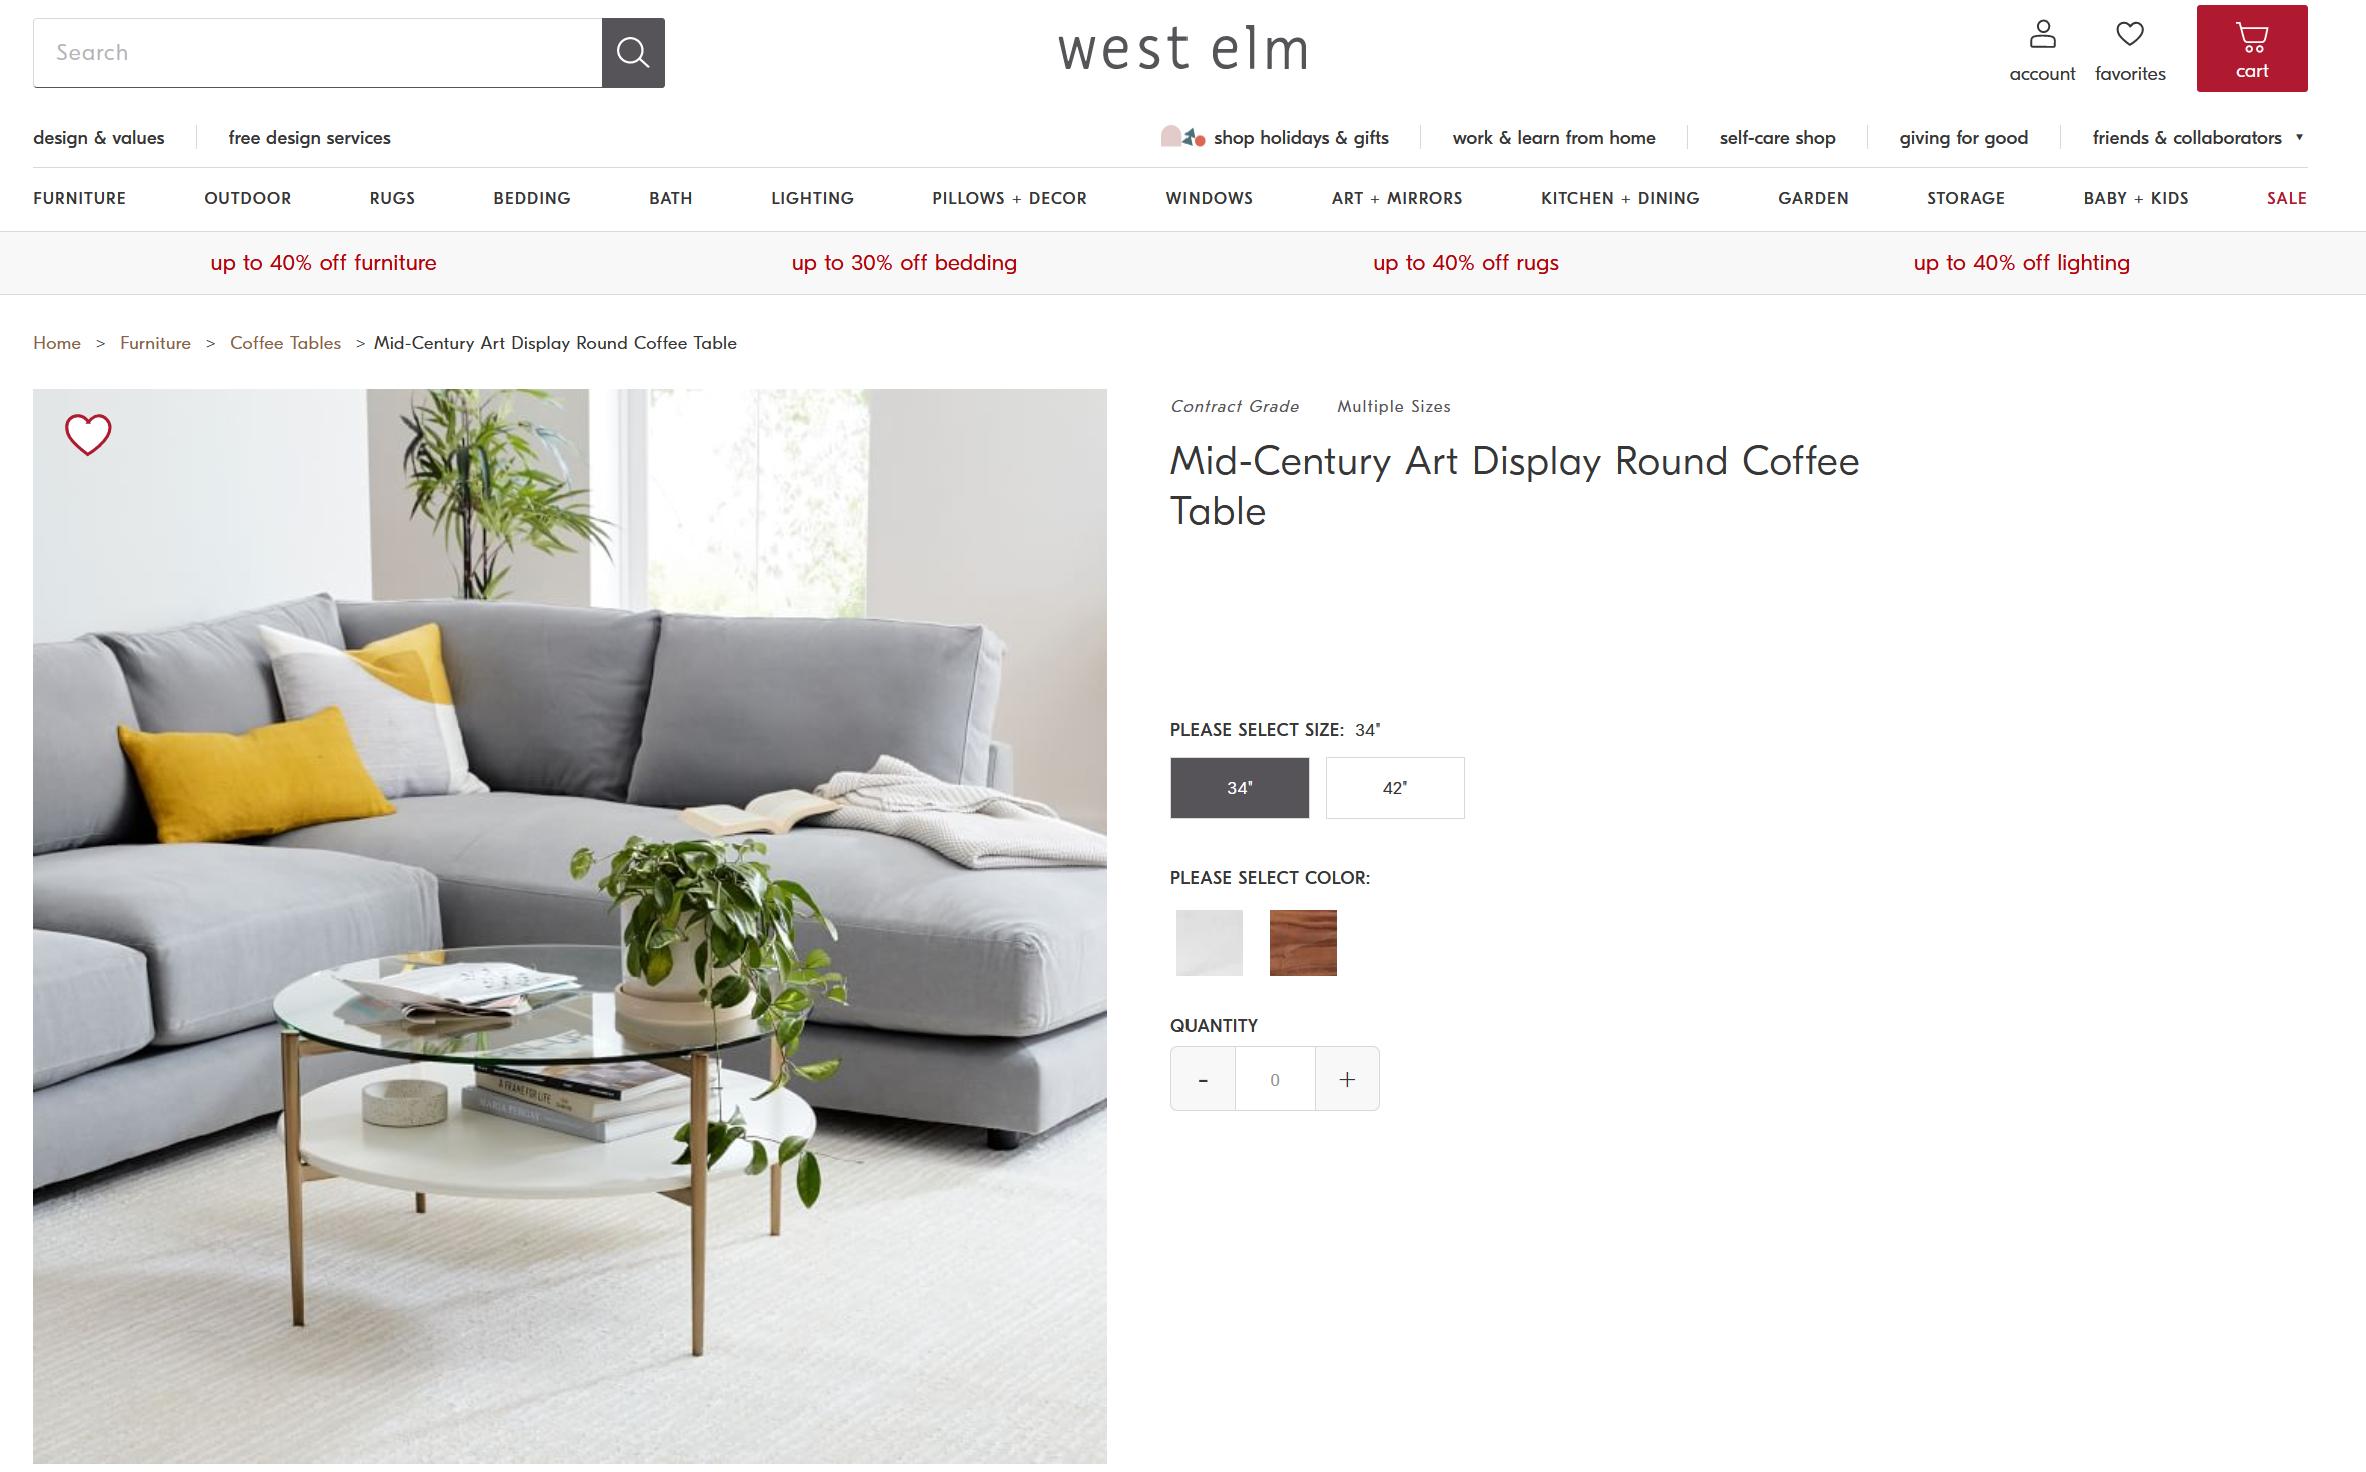 Search
west elm
account
favorites
cart
design & values
free design services
shop holidays & gifts
work & learn from home
self-care shop
giving for good
friends & collaborators
FURNITURE
OUTDOOR
RUGS
BEDDING
BATH
LIGHTING
PILLOWS + DECOR
WINDOWS
ART + MIRRORS
KITCHEN + DINING
GARDEN
STORAGE
BABY + KIDS
SALE
up to 40% off furniture
up to 30% off bedding
up to 40% off rugs
up to 40% off lighting
Home > Furniture > Coffee Tables > Mid-Century Art Display Round Coffee Table
Contract Grade
Multiple Sizes
Mid-Century Art Display Round Coffee
Table
PLEASE SELECT SIZE: 34"
34"
42"
PLEASE SELECT COLOR:
QUANTITY
- 0 +
A FRAME FOR LIFE
MARIA PERGAY